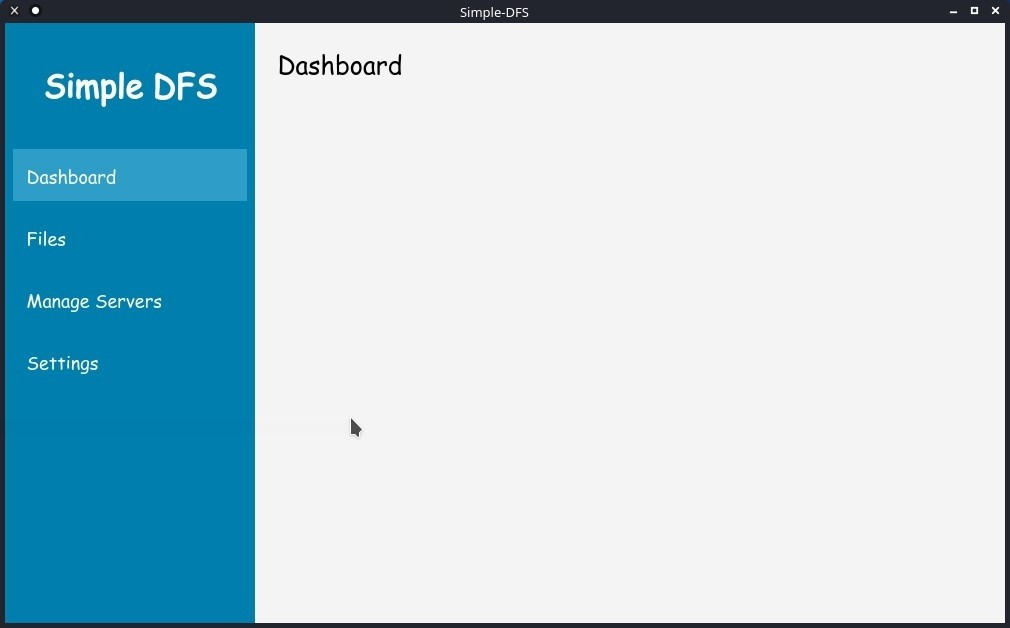 Simple-DFS
Simple DFS
Dashboard
Files
Manage Servers
Settings
Dashboard